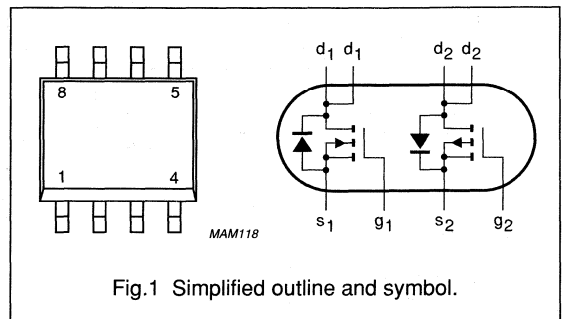 d1 d1 d2 d2
8 5
1 4
s1 g1 s2 g2
MAM118
Fig.1 Simplified outline and symbol.